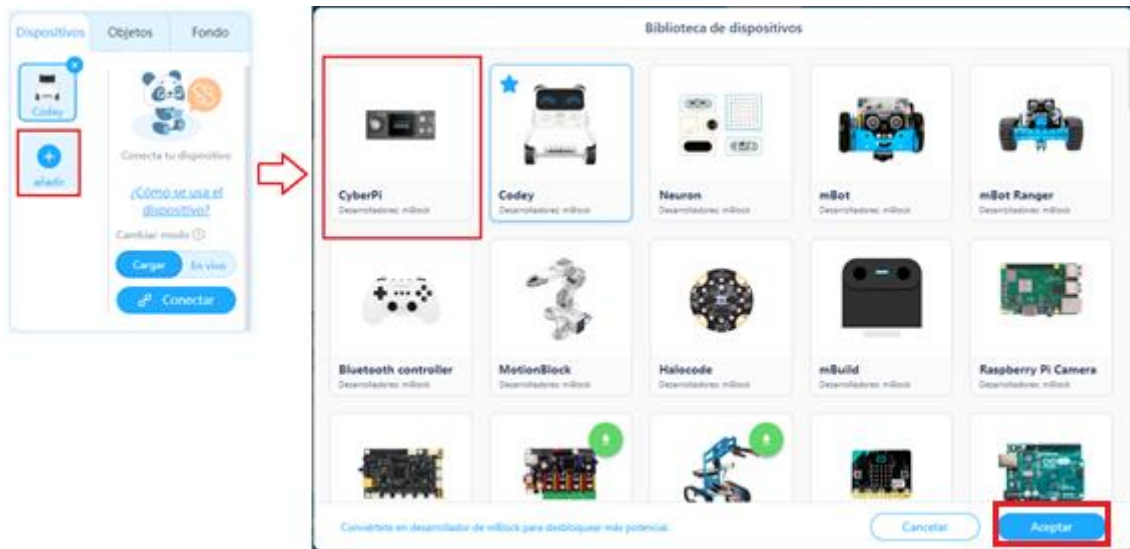 Dispositivos Objetos Fondo
Codey
añadir
Conecta tu dispositivo
¿Cómo se usa el
dispositivo?
Cambiar modo
Cargar En vivo
Conectar
Biblioteca de dispositivos
CyberPi
Desarrolladores: mBlock
Codey
Desarrolladores: mBlock
Neuron
Desarrolladores: mBlock
mBot
Desarrolladores: mBlock
mBot Ranger
Desarrolladores: mBlock
Bluetooth controller
Desarrolladores: mBlock
MotionBlock
Desarrolladores: mBlock
Halocode
Desarrolladores: mBlock
mBuild
Desarrolladores: mBlock
Raspberry Pi Camera
Desarrolladores: mBlock
Conviértete en desarrollador de mBlock para desbloquear más potencial.
Cancelar
Aceptar